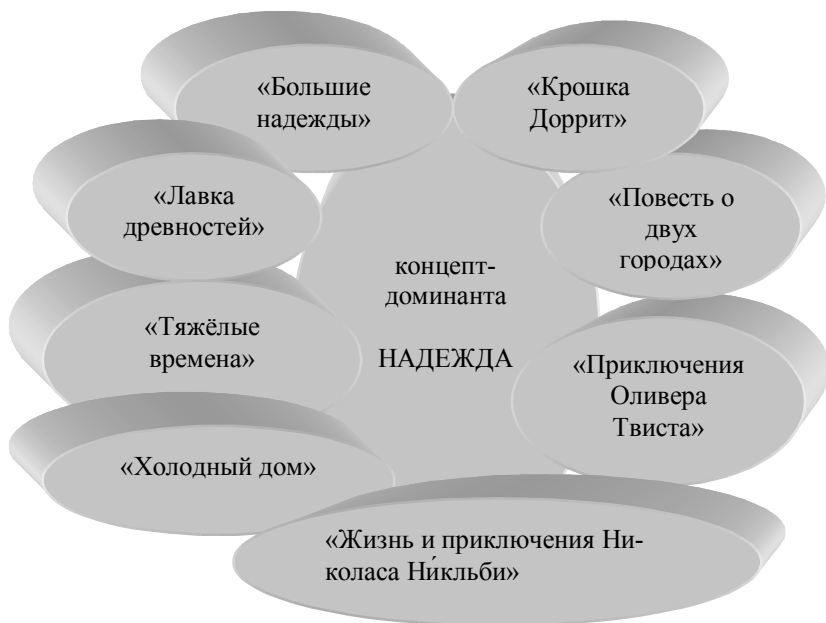 «Большие
надежды»
«Крошка
Доррит»
«Лавка
древностей»
«Повесть о
двух
городах»
концепт-
доминанта
НАДЕЖДА
«Тяжёлые
времена»
«Приключения
Оливера
Твиста»
«Холодный дом»
«Жизнь и приключения Ни-
коласа Ни́кльби»